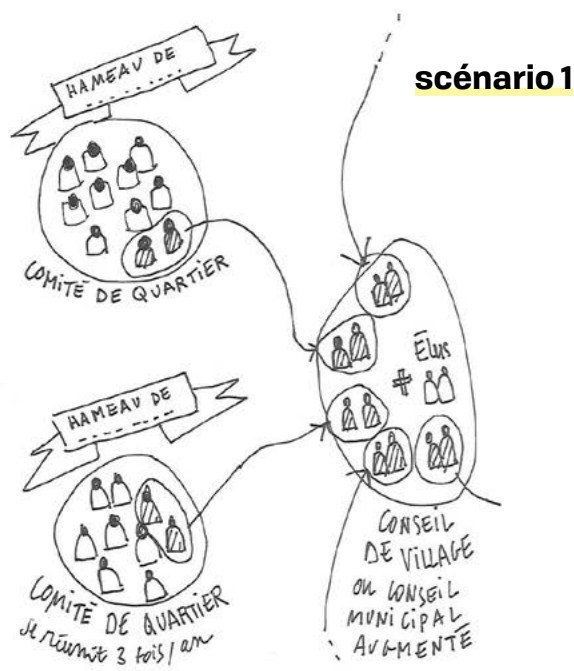 scénario 1
HAMEAU DE
COMITÉ DE QUARTIER
HAMEAU DE
COMITÉ DE QUARTIER
se réunit 3 fois / an
Élus
+
CONSEIL
DE VILLAGE
ou CONSEIL
MUNICIPAL
AUGMENTÉ